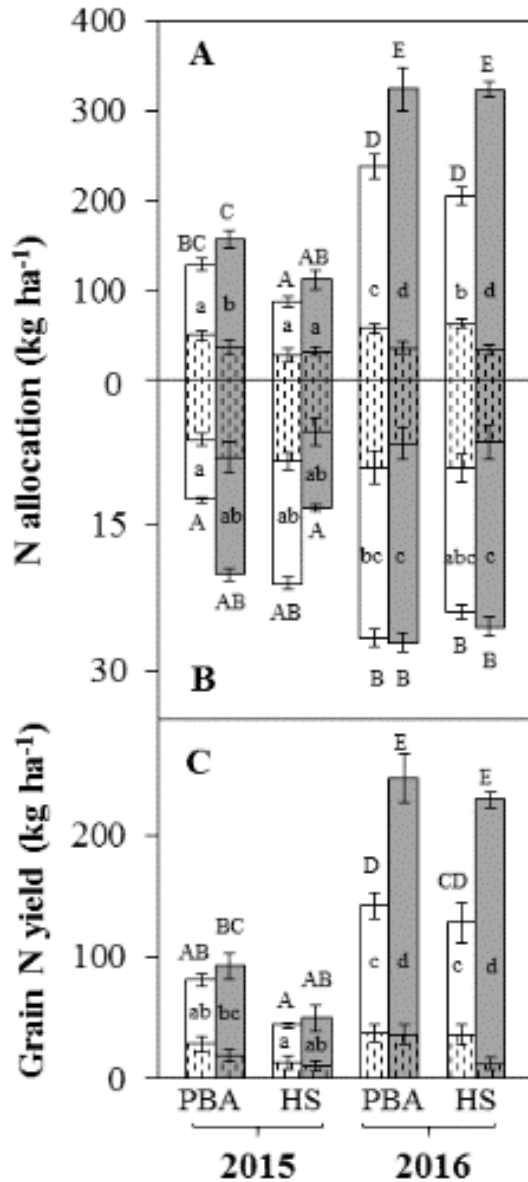 N allocation (kg ha⁻¹)
400
300
200
100
0
15
30
A
BC
C
a
b
A
AB
a
a
D
E
c
d
D
E
b
d
a
A
ab
AB
ab
AB
ab
A
bc
B
c
B
abc
B
c
B
B
Grain N yield (kg ha⁻¹)
200
100
0
C
AB
BC
ab
bc
A
AB
a
ab
D
E
c
d
CD
E
c
d
PBA HS PBA HS
2015 2016